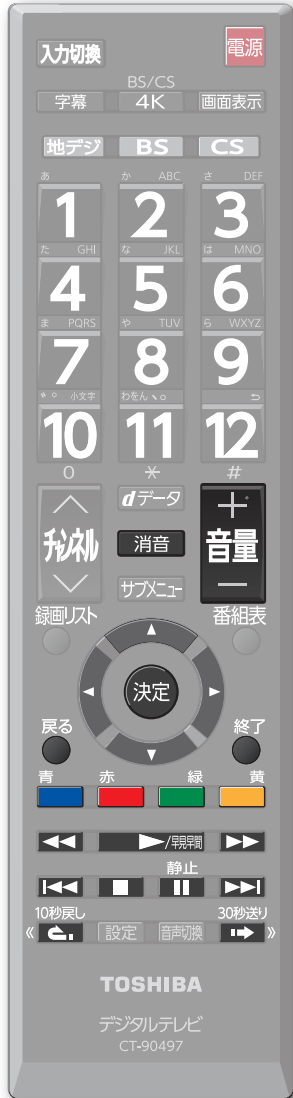 入力切換 電源
BS/CS
字幕 4K 画面表示
地デジ BS CS
あ か ABC さ DEF
1 2 3
た GHI な JKL は MNO
4 5 6
ま PQRS や TUV ら WXYZ
7 8 9
゛゜ 小文字 わをん、。
10 11 12
0 * #
dデータ
チャンネル 消音 音量
サブメニュー
録画リスト 番組表
決定
戻る 終了
青 赤 緑 黄
/早見早聞
静止
10秒戻し 30秒送り
設定 音声切換
TOSHIBA
デジタルテレビ
CT-90497